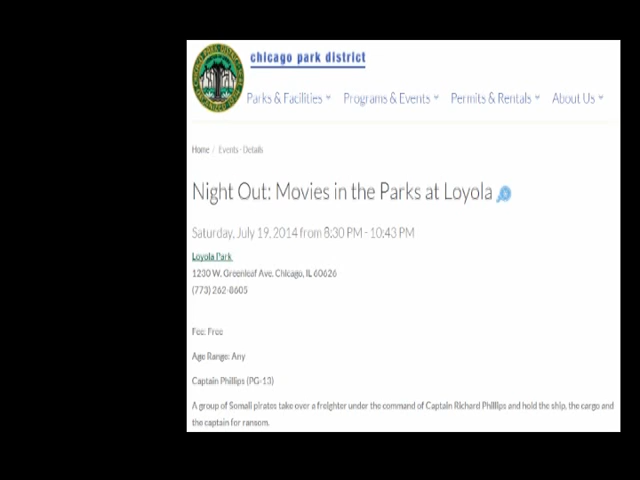 chicago park district
Parks & Facilities Programs & Events Permits & Rentals About Us
Home / Events - Details
Night Out: Movies in the Parks at Loyola
Saturday, July 19, 2014 from 8:30 PM - 10:43 PM
Loyola Park
1230 W. Greenleaf Ave. Chicago, IL 60626
(773) 262-8605
Fee: Free
Age Range: Any
Captain Phillips (PG-13)
A group of Somali pirates take over a freighter under the command of Captain Richard Phillips and hold the ship, the cargo and
the captain for ransom.